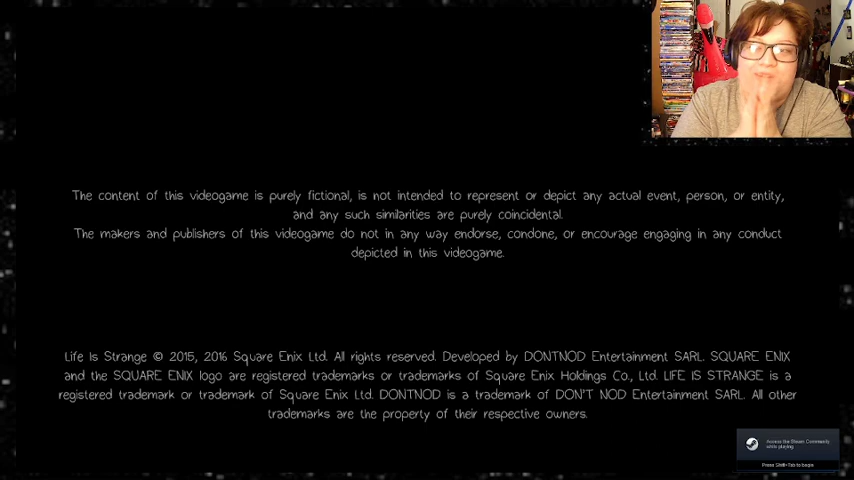 The content of this videogame is purely fictional, is not intended to represent or depict any actual event, person, or entity,
and any such similarities are purely coincidental.
The makers and publishers of this videogame do not in any way endorse, condone, or encourage engaging in any conduct
depicted in this videogame.
Life Is Strange © 2015, 2016 Square Enix Ltd. All rights reserved. Developed by DONTNOD Entertainment SARL. SQUARE ENIX
and the SQUARE ENIX logo are registered trademarks or trademarks of Square Enix Holdings Co., Ltd. LIFE IS STRANGE is a
registered trademark or trademark of Square Enix Ltd. DONTNOD is a trademark of DON'T NOD Entertainment SARL. All other
trademarks are the property of their respective owners.
Access the Steam Community
while playing
Press Shift+Tab to begin